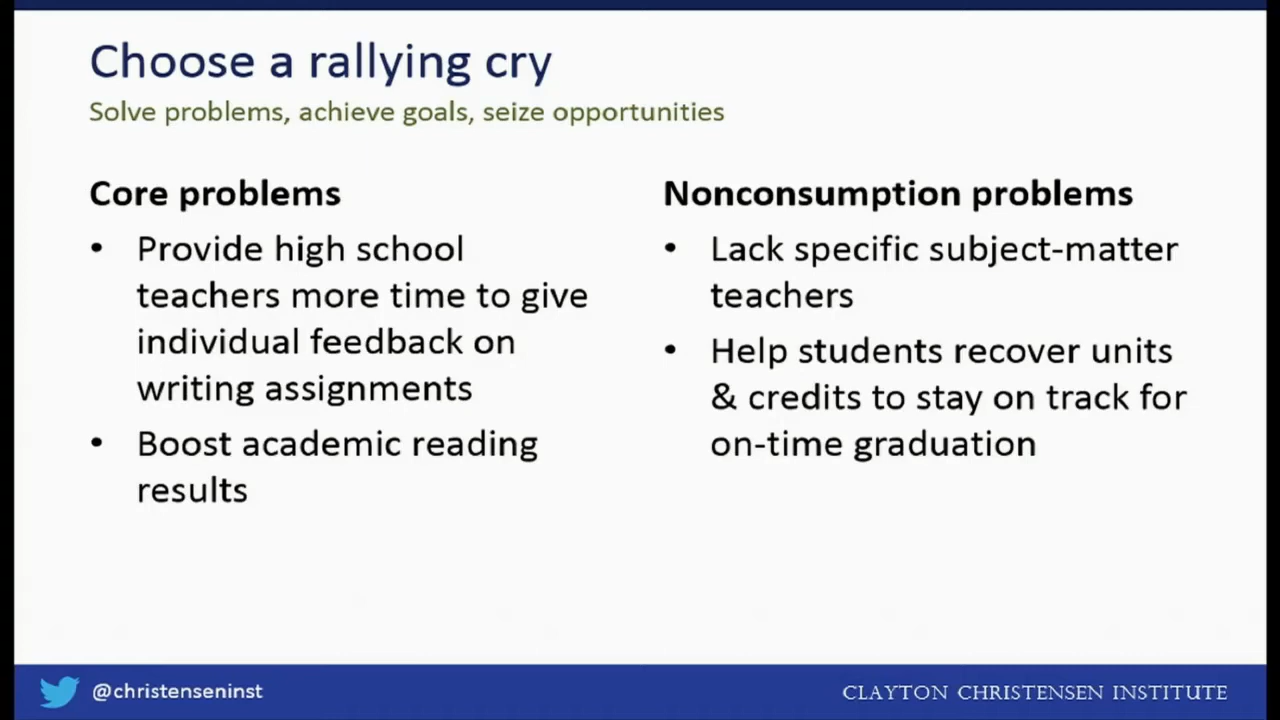 Choose a rallying cry
Solve problems, achieve goals, seize opportunities
Core problems
• Provide high school
teachers more time to give
individual feedback on
writing assignments
• Boost academic reading
results
Nonconsumption problems
• Lack specific subject-matter
teachers
• Help students recover units
& credits to stay on track for
on-time graduation
@christenseninst
CLAYTON CHRISTENSEN INSTITUTE